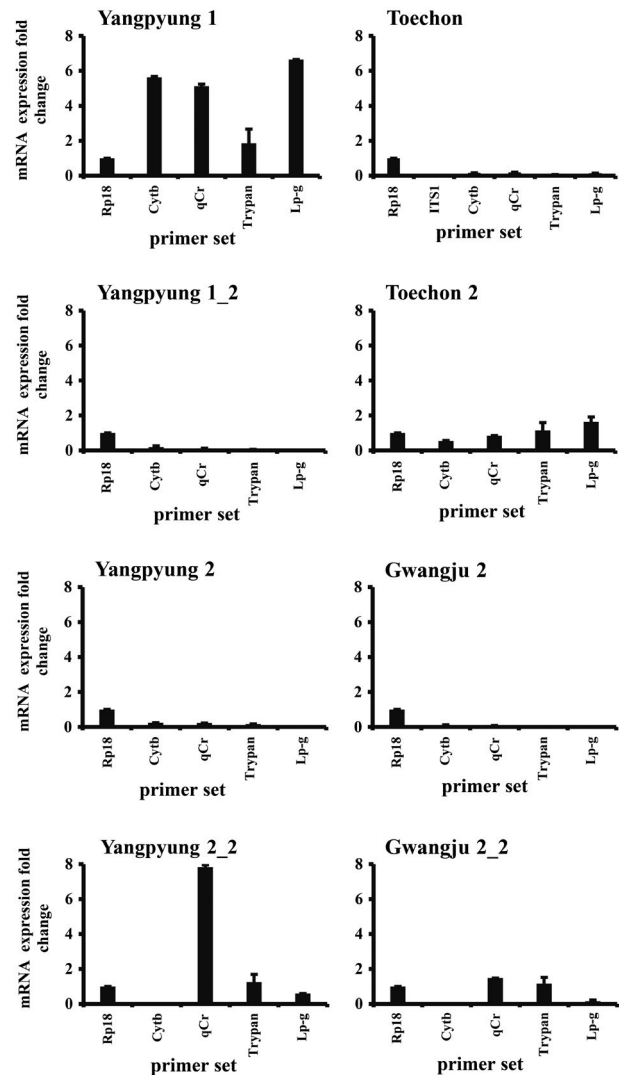 Yangpyung 1
mRNA expression fold
change
8
6
4
2
0
Rp18
Cytb
qCr
Trypan
Lp-g
primer set
Toechon
8
6
4
2
0
Rp18
ITS1
Cytb
qCr
Trypan
Lp-g
primer set
Yangpyung 1_2
mRNA expression fold
change
8
6
4
2
0
Rp18
Cytb
qCr
Trypan
Lp-g
primer set
Toechon 2
8
6
4
2
0
Rp18
Cytb
qCr
Trypan
Lp-g
primer set
Yangpyung 2
mRNA expression fold
change
8
6
4
2
0
Rp18
Cytb
qCr
Trypan
Lp-g
primer set
Gwangju 2
8
6
4
2
0
Rp18
Cytb
qCr
Trypan
Lp-g
primer set
Yangpyung 2_2
mRNA expression fold
change
8
6
4
2
0
Rp18
Cytb
qCr
Trypan
Lp-g
primer set
Gwangju 2_2
8
6
4
2
0
Rp18
Cytb
qCr
Trypan
Lp-g
primer set